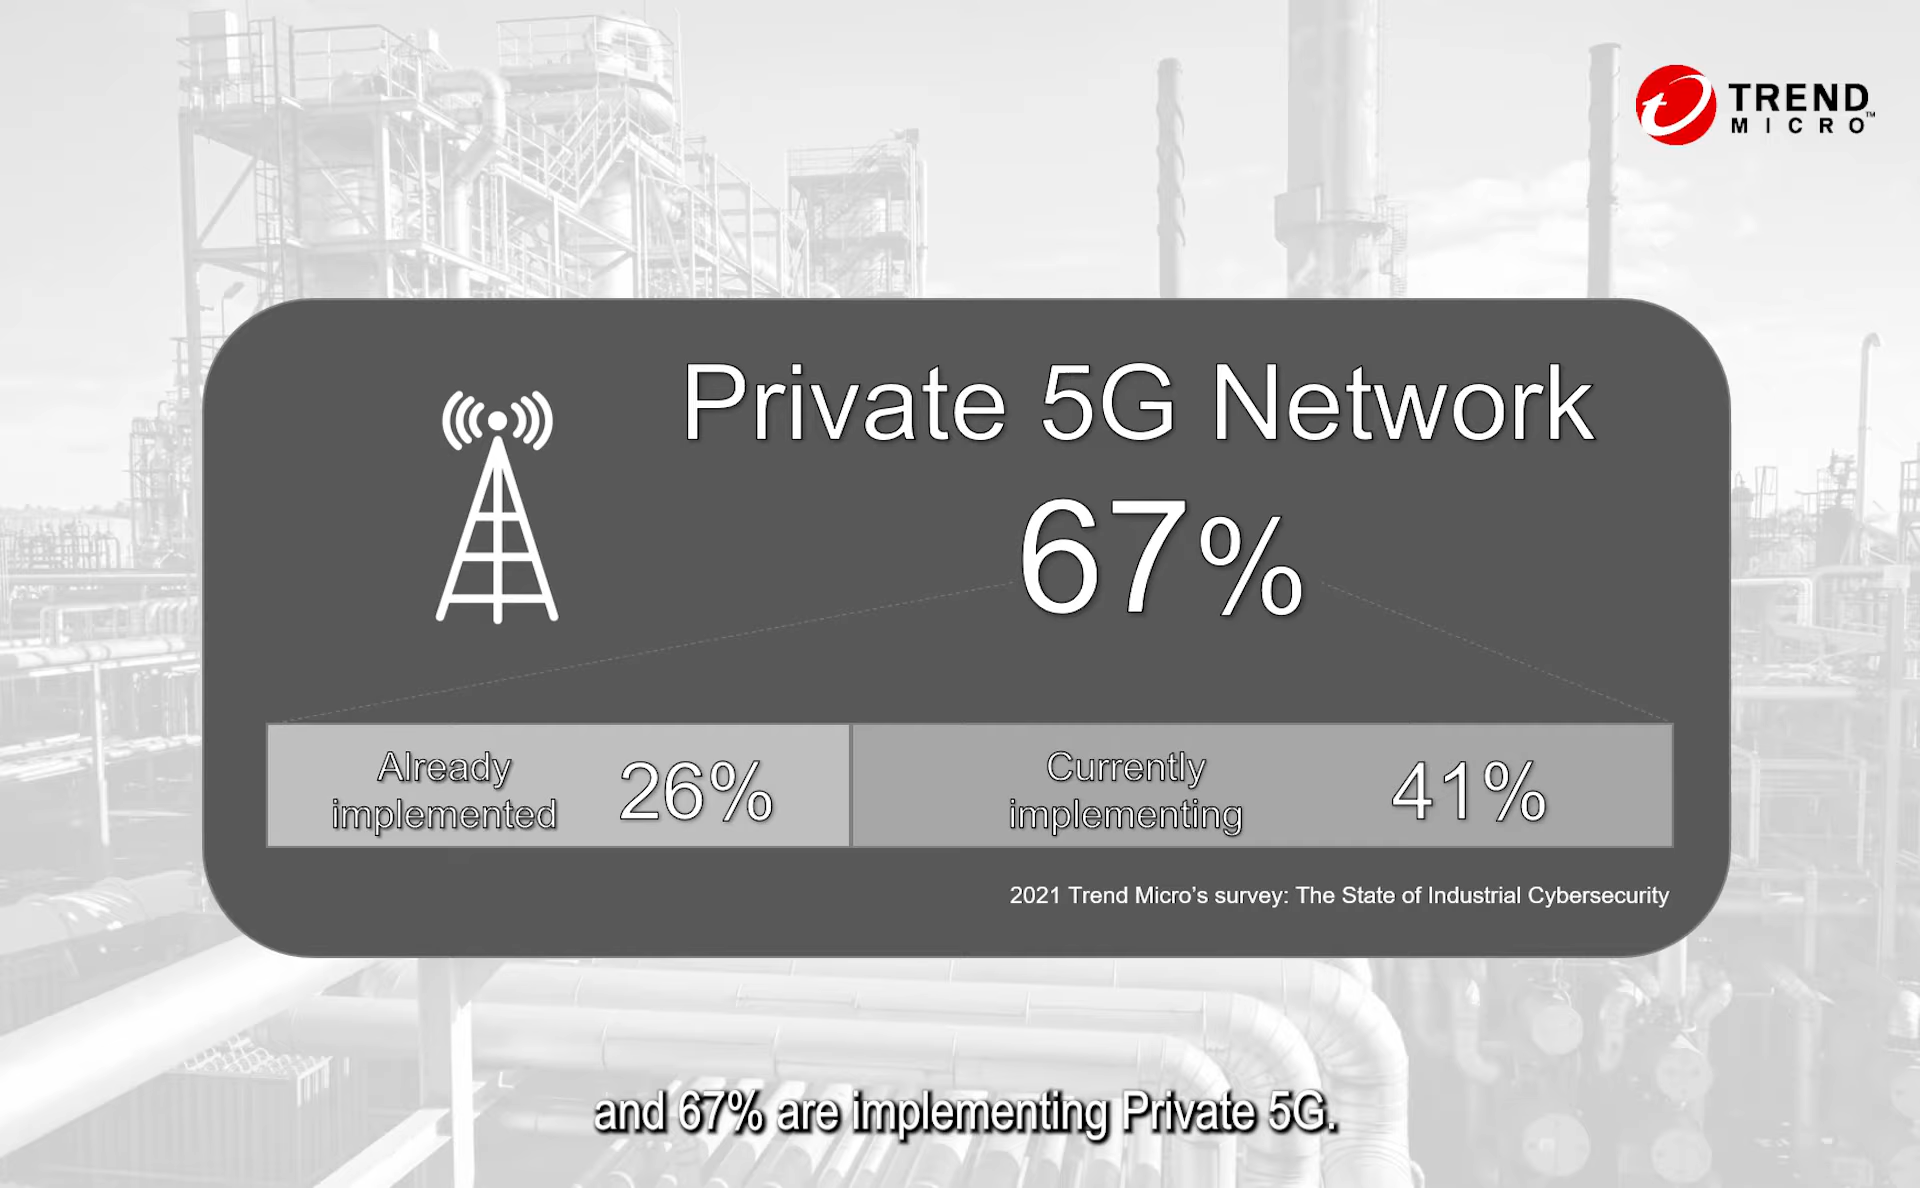 TREND
MICRO™
Private 5G Network
67%
Already
implemented
26%
Currently
implementing
41%
2021 Trend Micro’s survey: The State of Industrial Cybersecurity
and 67% are implementing Private 5G.